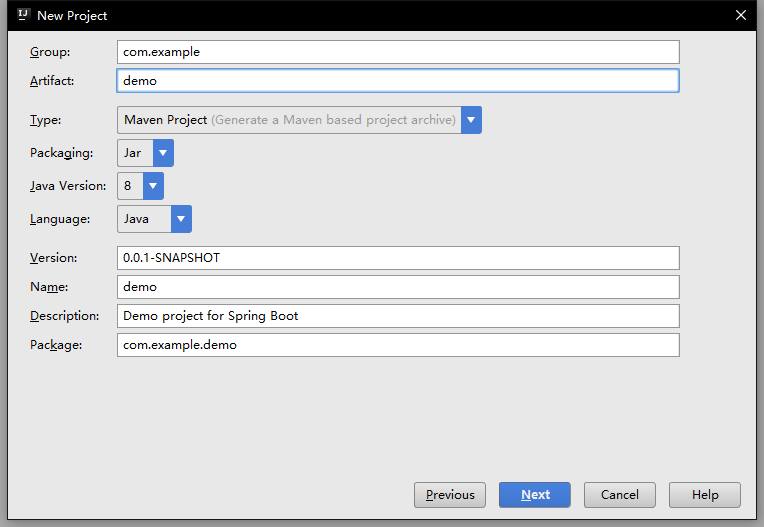 New Project
Group: com.example
Artifact: demo
Type: Maven Project (Generate a Maven based project archive)
Packaging: Jar
Java Version: 8
Language: Java
Version: 0.0.1-SNAPSHOT
Name: demo
Description: Demo project for Spring Boot
Package: com.example.demo
Previous Next Cancel Help